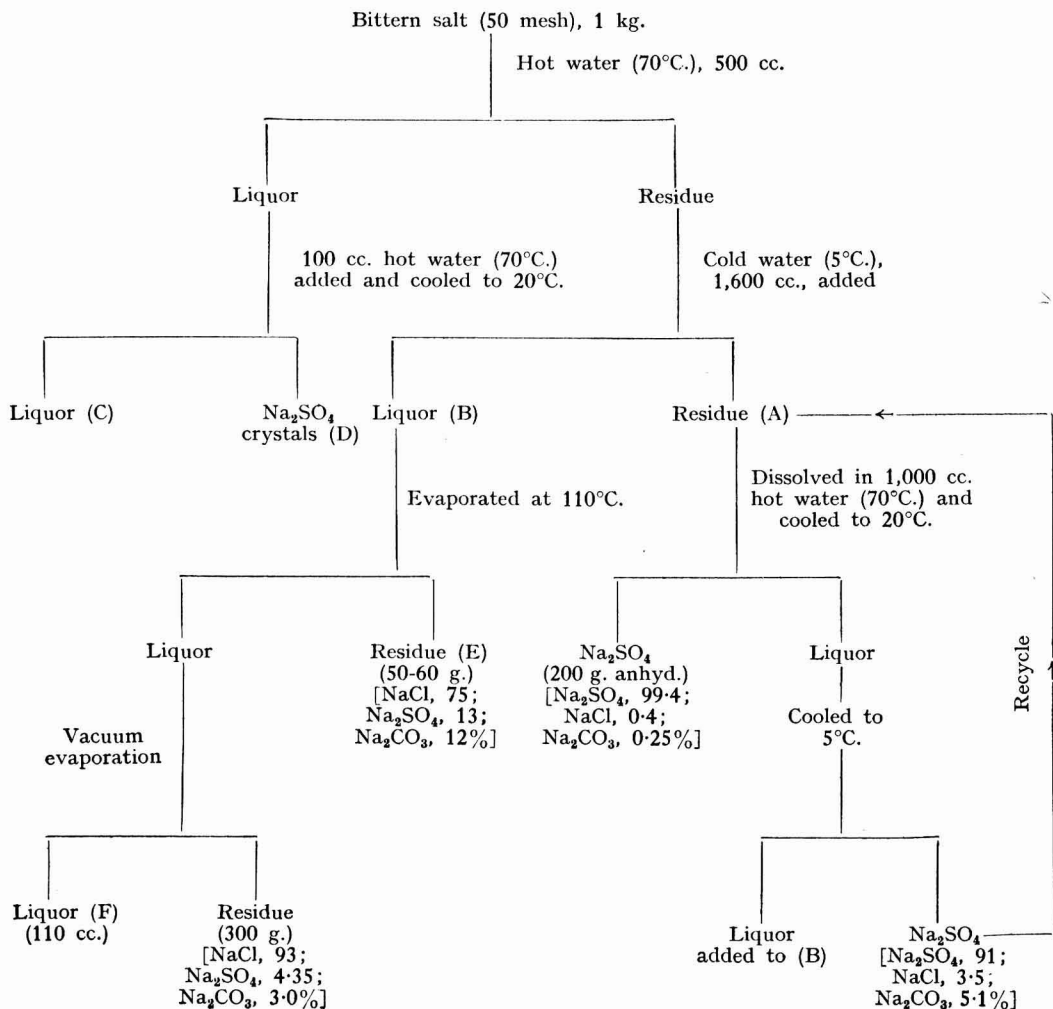 Bittern salt (50 mesh), 1 kg.
Hot water (70°C.), 500 cc.
Liquor
Residue
100 cc. hot water (70°C.)
added and cooled to 20°C.
Cold water (5°C.),
1,600 cc., added
Liquor (C)
Na₂SO₄
crystals (D)
Liquor (B)
Residue (A)
Evaporated at 110°C.
Dissolved in 1,000 cc.
hot water (70°C.) and
cooled to 20°C.
Liquor
Residue (E)
(50-60 g.)
[NaCl, 75;
Na₂SO₄, 13;
Na₂CO₃, 12%]
Na₂SO₄
(200 g. anhyd.)
[Na₂SO₄, 99·4;
NaCl, 0·4;
Na₂CO₃, 0·25%]
Liquor
Recycle
Vacuum
evaporation
Cooled to
5°C.
Liquor (F)
(110 cc.)
Residue
(300 g.)
[NaCl, 93;
Na₂SO₄, 4·35;
Na₂CO₃, 3·0%]
Liquor
added to (B)
Na₂SO₄
[Na₂SO₄, 91;
NaCl, 3·5;
Na₂CO₃, 5·1%]